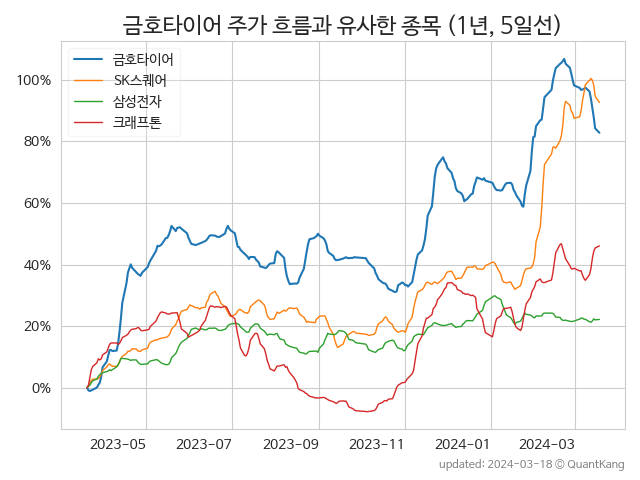 금호타이어 주가 흐름과 유사한 종목 (1년, 5일선)
금호타이어
SK스퀘어
삼성전자
크래프톤
100%
80%
60%
40%
20%
0%
2023-05 2023-07 2023-09 2023-11 2024-01 2024-03
updated: 2024-03-18 © QuantKang